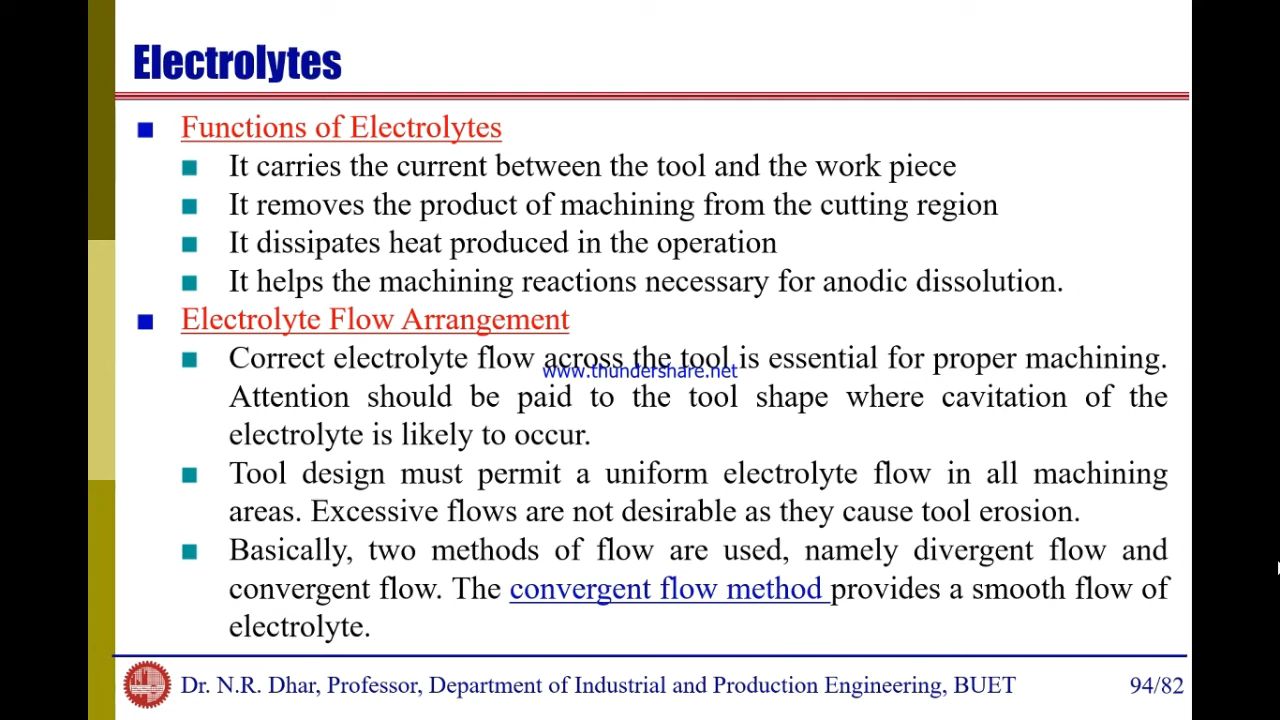 Electrolytes
Functions of Electrolytes
It carries the current between the tool and the work piece
It removes the product of machining from the cutting region
It dissipates heat produced in the operation
It helps the machining reactions necessary for anodic dissolution.
Electrolyte Flow Arrangement
Correct electrolyte flow across the tool is essential for proper machining.
www.thundershare.net
Attention should be paid to the tool shape where cavitation of the
electrolyte is likely to occur.
Tool design must permit a uniform electrolyte flow in all machining
areas. Excessive flows are not desirable as they cause tool erosion.
Basically, two methods of flow are used, namely divergent flow and
convergent flow. The convergent flow method provides a smooth flow of
electrolyte.
Dr. N.R. Dhar, Professor, Department of Industrial and Production Engineering, BUET 94/82